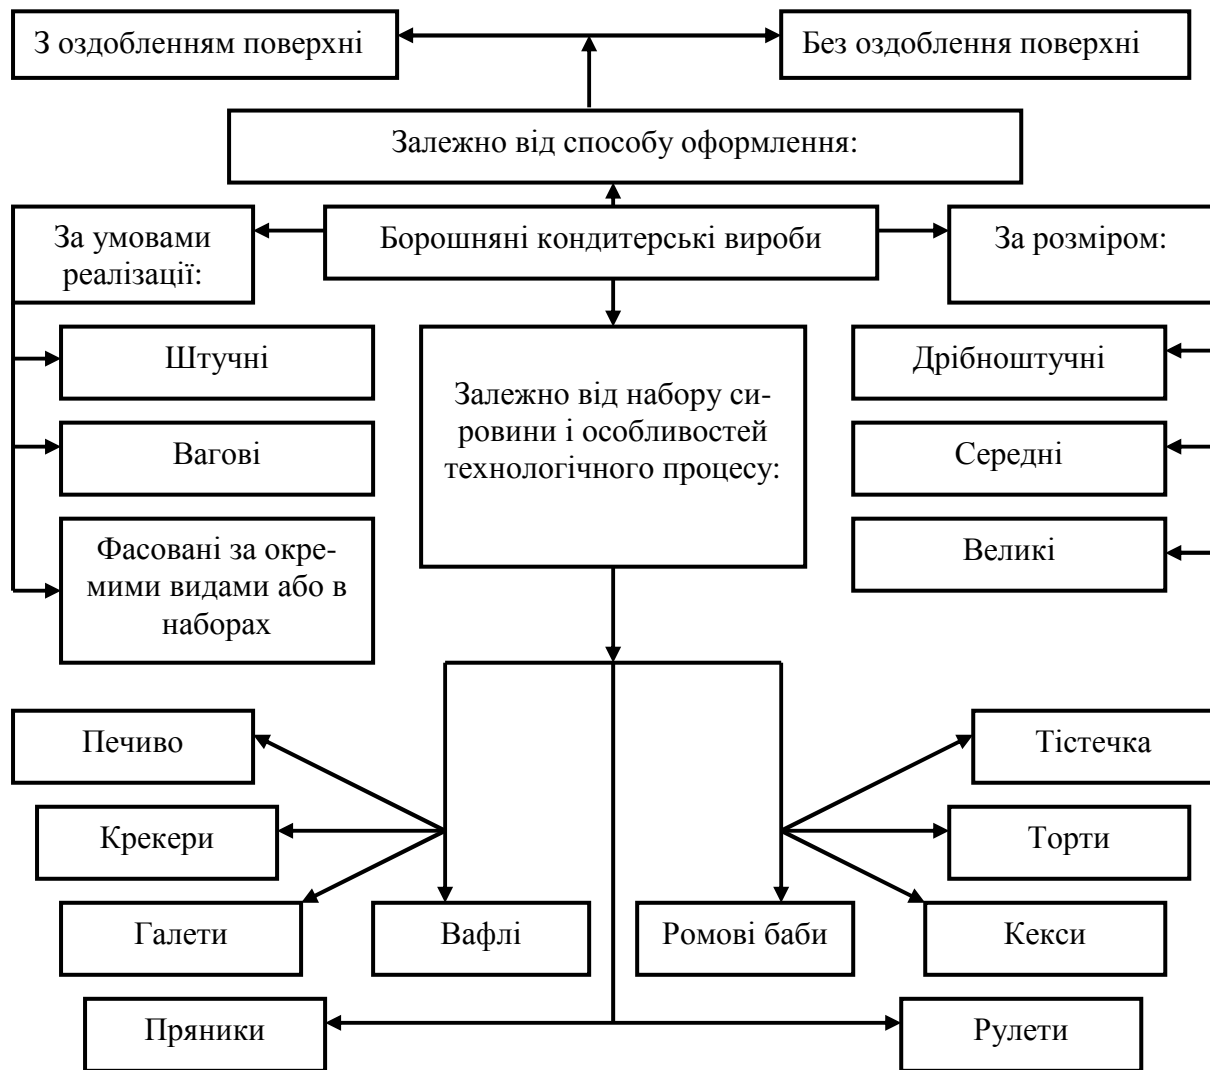 З оздобленням поверхні
Без оздоблення поверхні
Залежно від способу оформлення:
За умовами
реалізації:
Борошняні кондитерські вироби
За розміром:
Штучні
Вагові
Фасовані за окре-
мими видами або в
наборах
Залежно від набору си-
ровини і особливостей
технологічного процесу:
Дрібноштучні
Середні
Великі
Печиво
Тістечка
Крекери
Торти
Галети
Вафлі
Ромові баби
Кекси
Пряники
Рулети